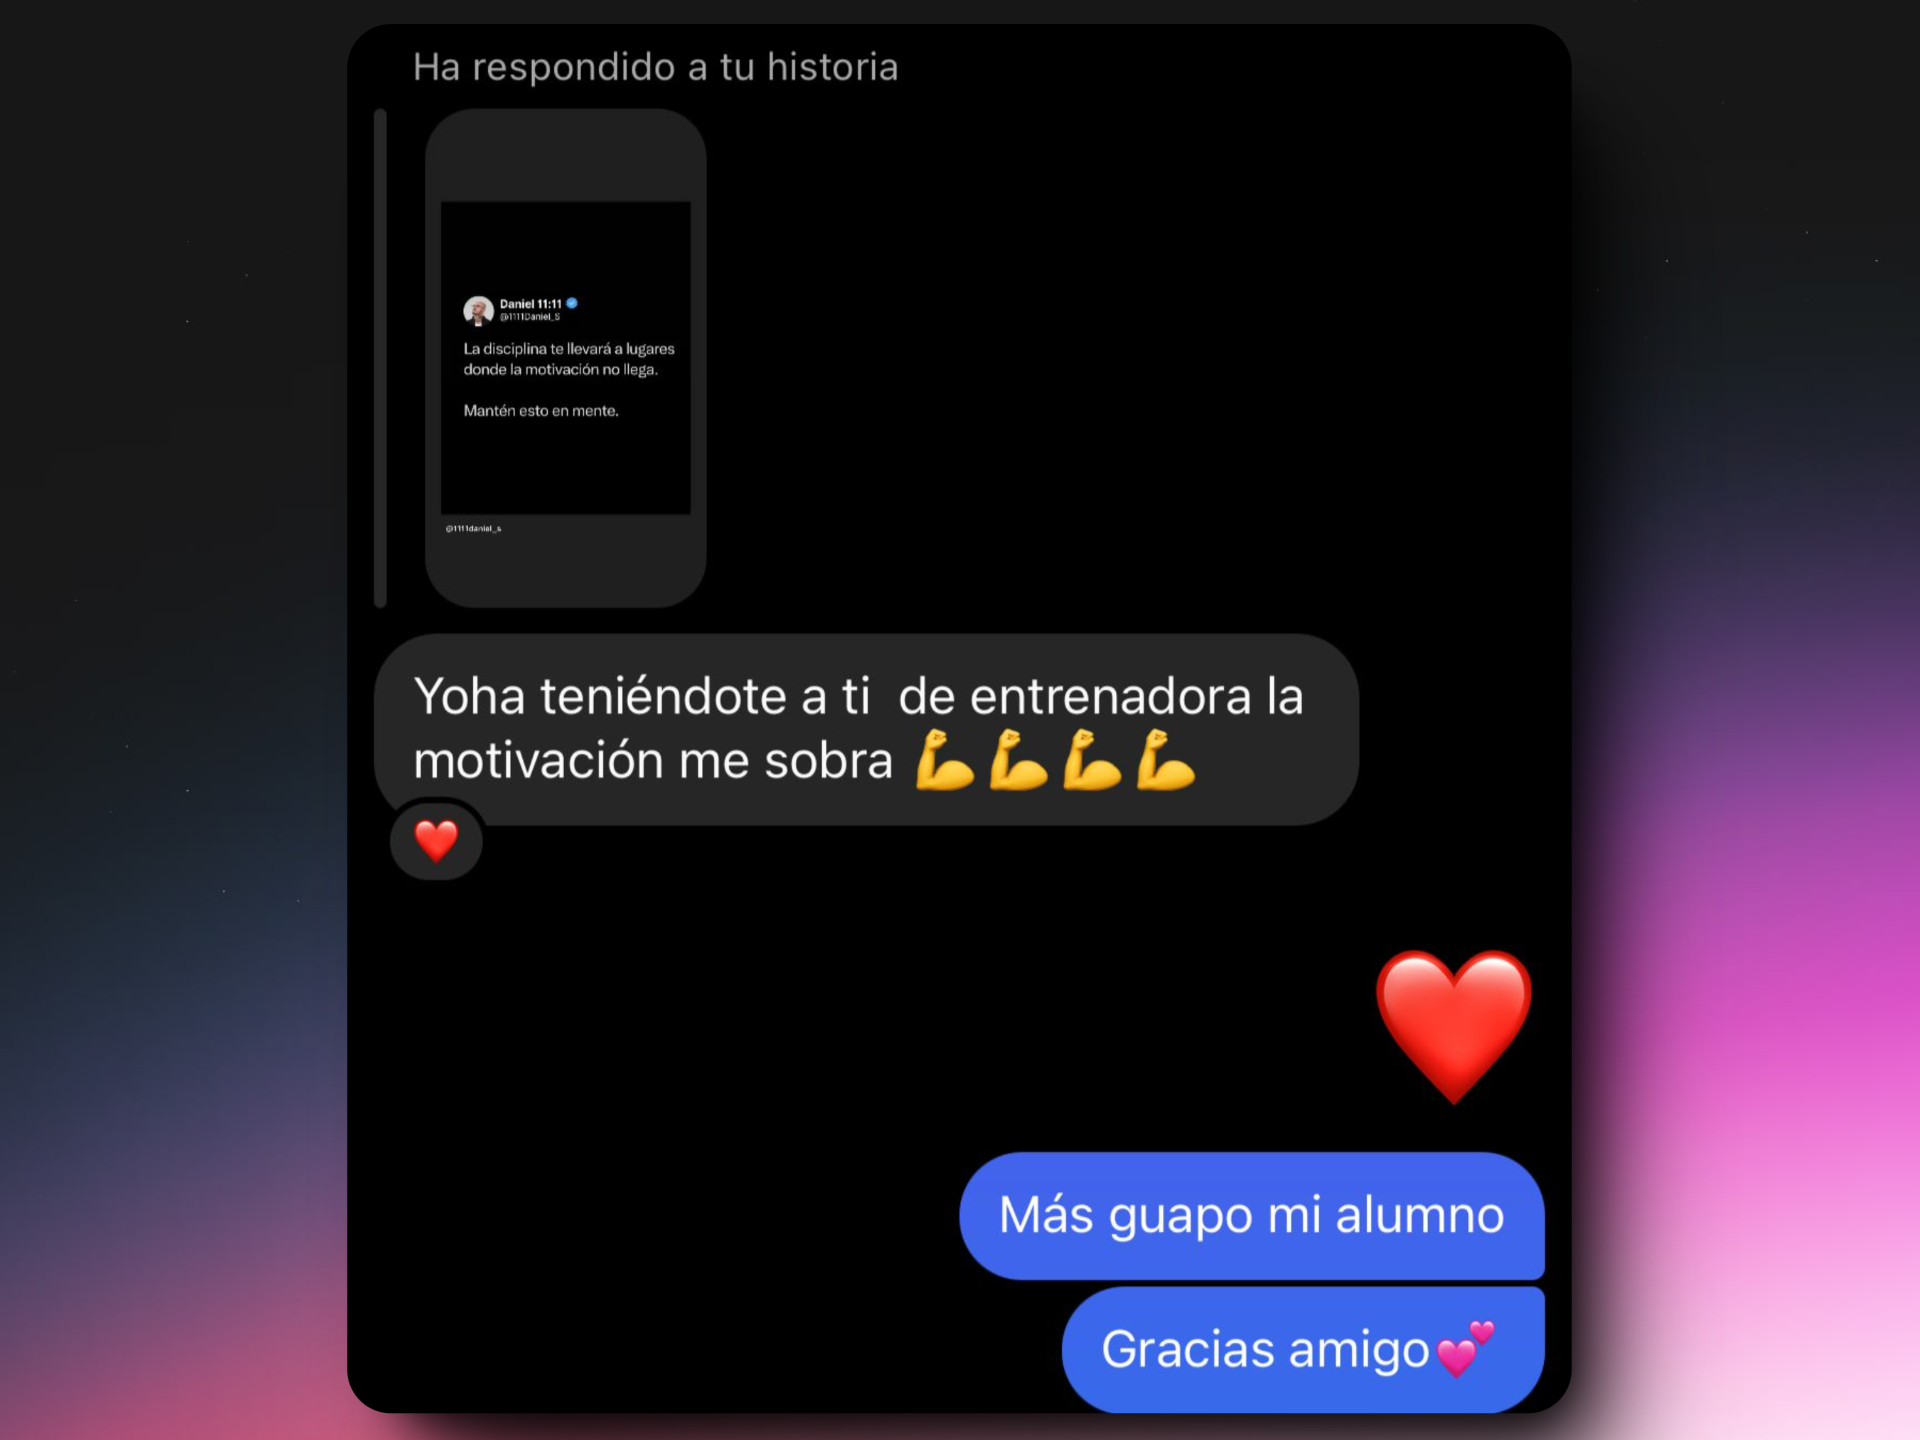 Ha respondido a tu historia
Daniel 11:11
@1111Daniel_S
La disciplina te llevará a lugares
donde la motivación no llega.
Mantén esto en mente.
@1111daniel_s
Yoha teniéndote a ti  de entrenadora la
motivación me sobra 💪💪💪💪
❤️
❤️
Más guapo mi alumno
Gracias amigo💕